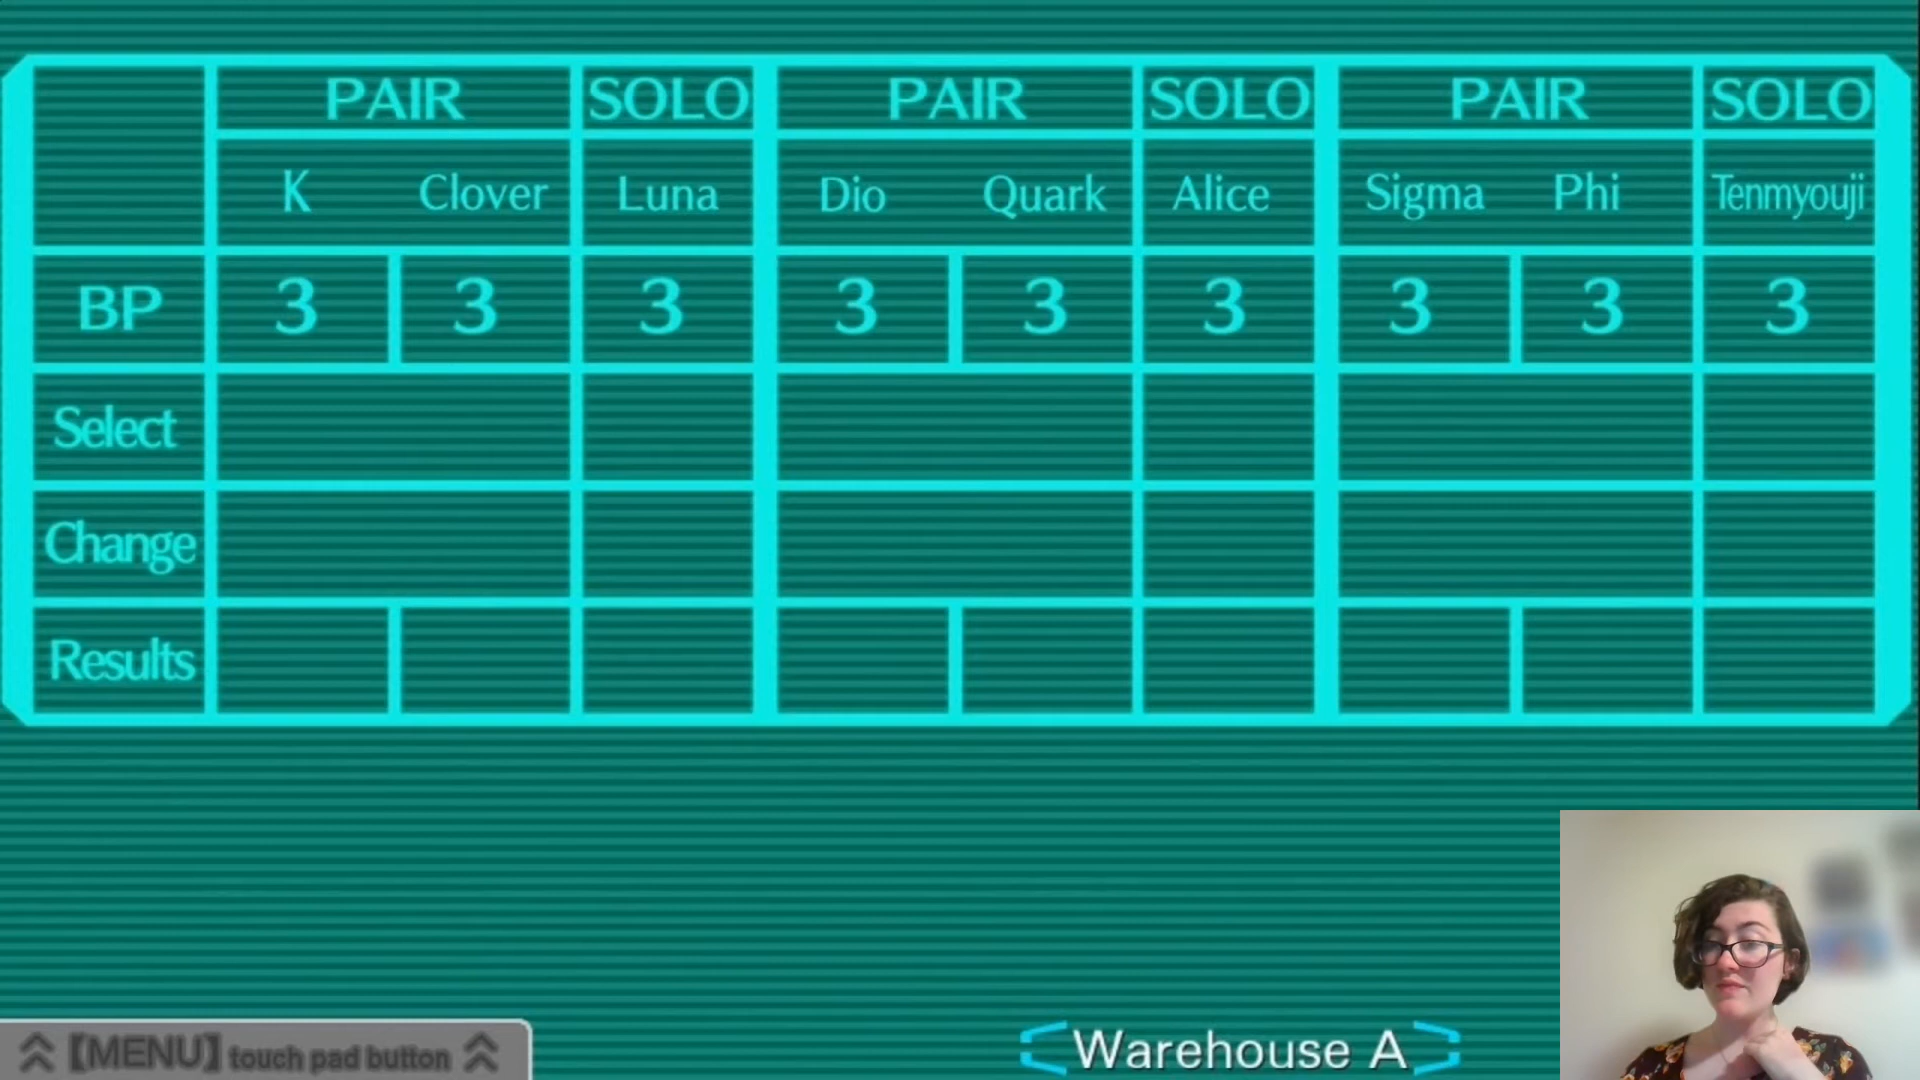 PAIR SOLO PAIR SOLO PAIR SOLO
K Clover Luna Dio Quark Alice Sigma Phi Tenmyouji
BP 3 3 3 3 3 3 3 3 3
Select
Change
Results
【MENU】touch pad button
Warehouse A